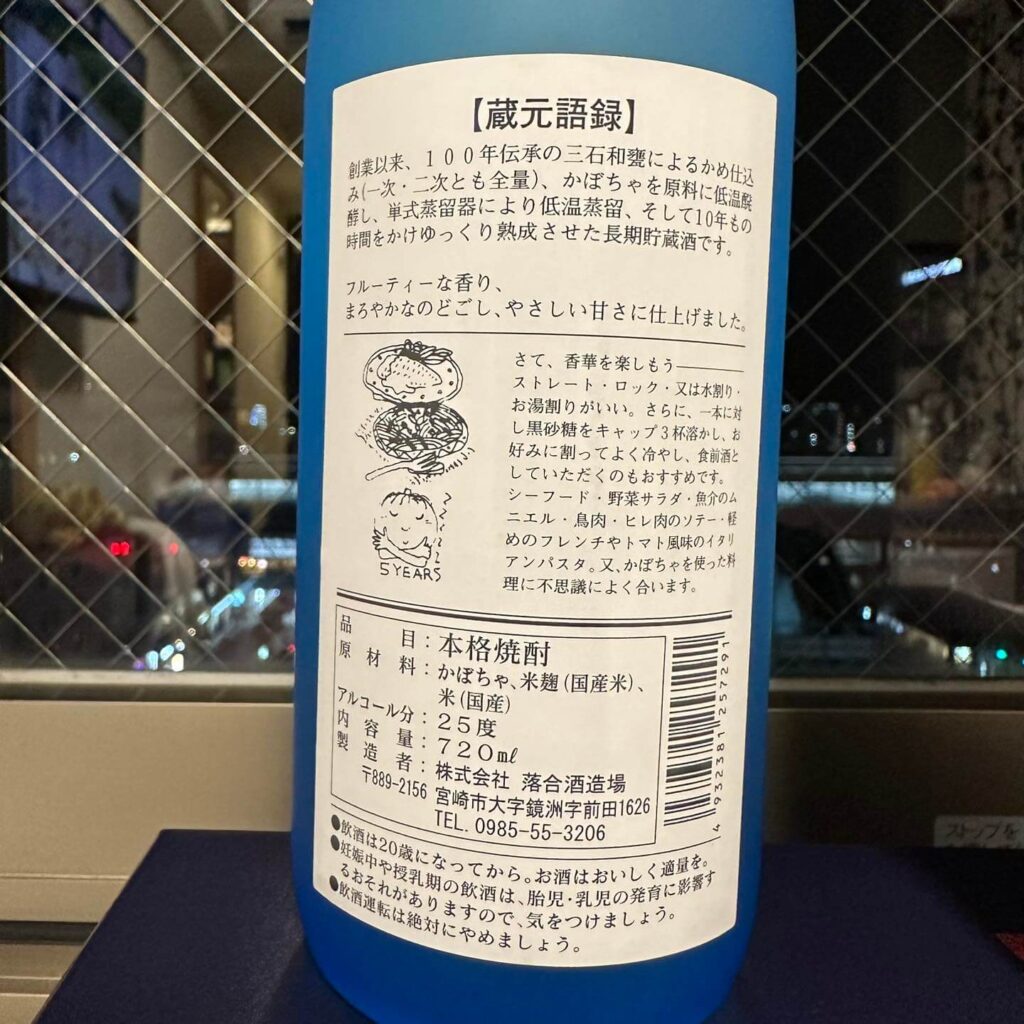 【蔵元語録】
創業以来、１００年伝承の三石和甕によるかめ仕込
み(一次・二次とも全量)、かぼちゃを原料に低温醗
酵し、単式蒸留器により低温蒸留、そして10年もの
時間をかけゆっくり熟成させた長期貯蔵酒です。
フルーティーな香り、
まろやかなのどごし、やさしい甘さに仕上げました。
さて、香華を楽しもう――――
ストレート・ロック・又は水割り・
お湯割りがいい。さらに、一本に対
し黒砂糖をキャップ３杯溶かし、お
好みに割ってよく冷やし、食前酒と
していただくのもおすすめです。
シーフード・野菜サラダ・魚介のム
ニエル・鳥肉・ヒレ肉のソテー・軽
めのフレンチやトマト風味のイタリ
アンパスタ。又、かぼちゃを使った料
理に不思議によく合います。
5 YEARS
品目：本格焼酎
原材料：かぼちゃ、米麹(国産米)、
米(国産)
アルコール分：２５度
内容量：７２０㎖
製造者：株式会社 落合酒造場
〒889-2156 宮崎市大字鏡洲字前田1626
TEL. 0985-55-3206
4 932381 257291
●飲酒は20歳になってから。お酒はおいしく適量を。
●妊娠中や授乳期の飲酒は、胎児・乳児の発育に影響す
るおそれがありますので、気をつけましょう。
●飲酒運転は絶対にやめましょう。
ストップを